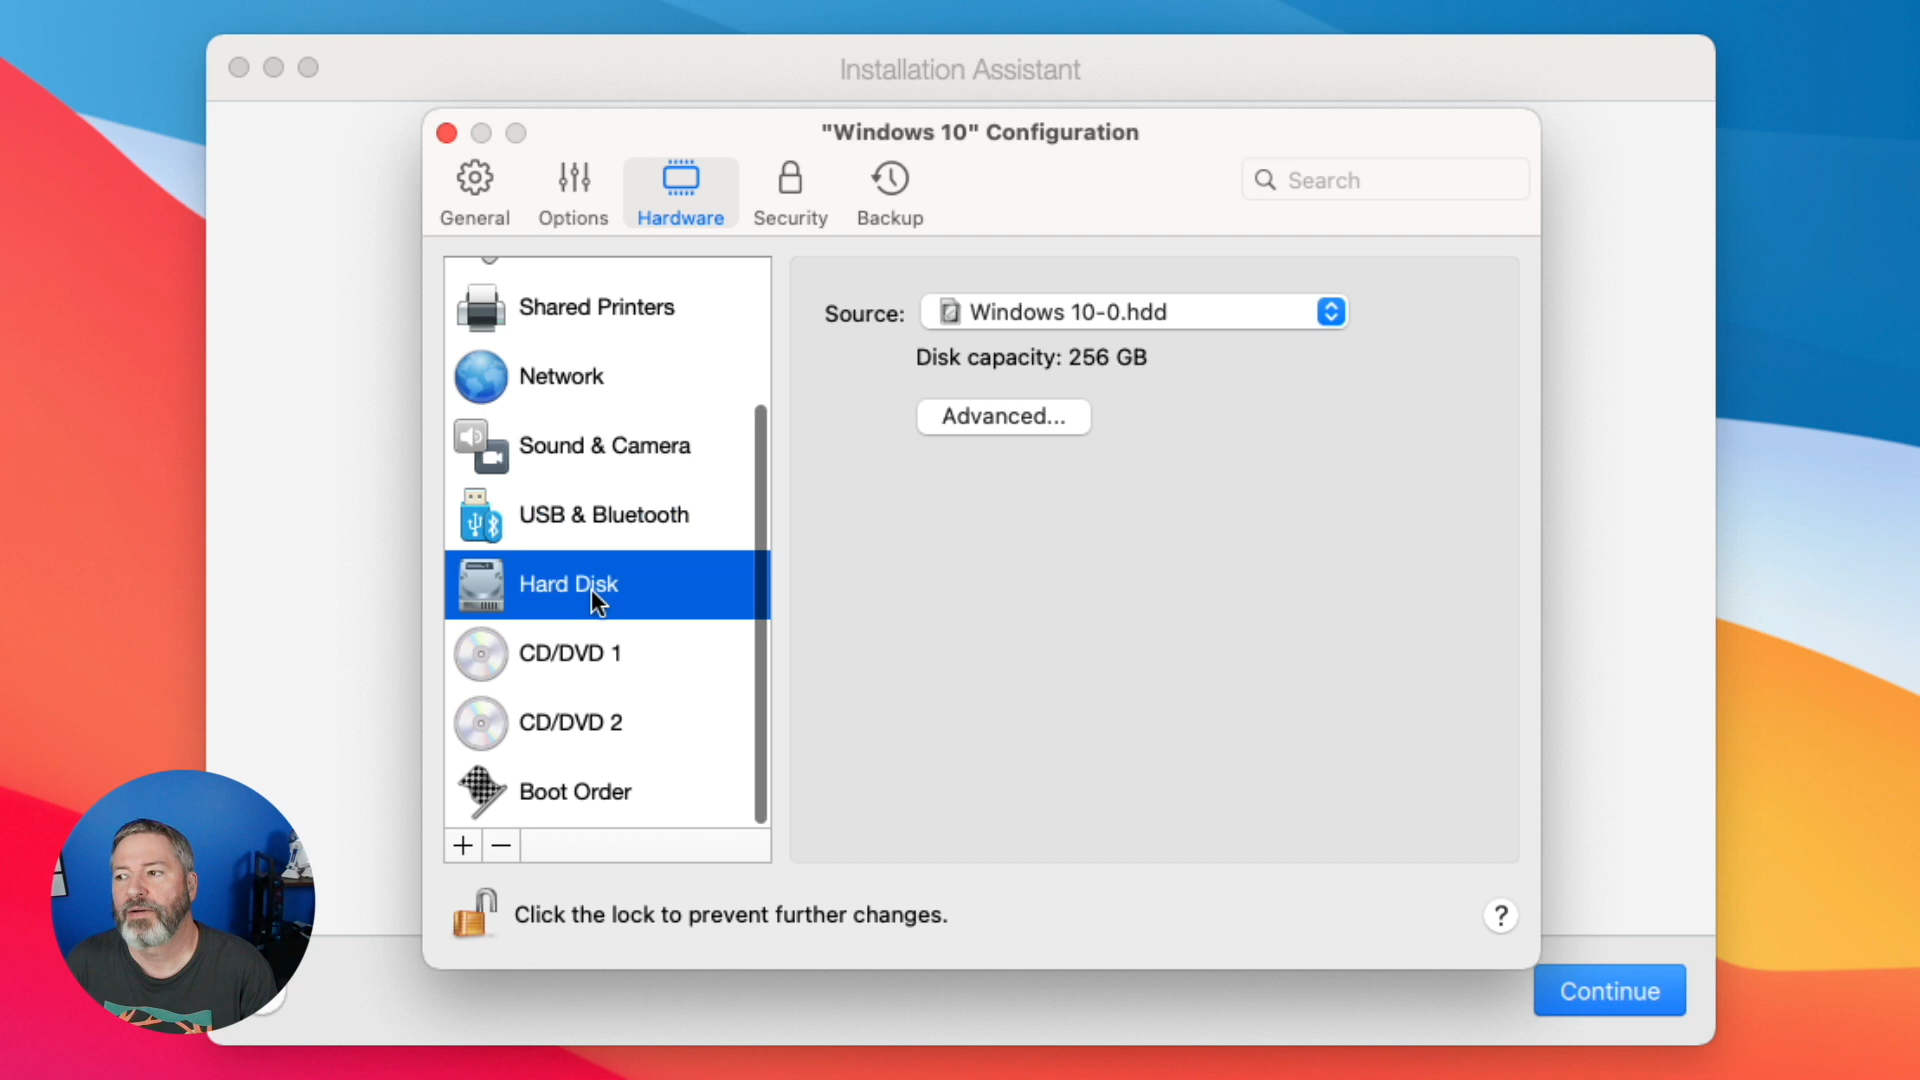 Installation Assistant
"Windows 10" Configuration
General
Options
Hardware
Security
Backup
Search
Shared Printers
Network
Sound & Camera
USB & Bluetooth
Hard Disk
CD/DVD 1
CD/DVD 2
Boot Order
Source:
Windows 10-0.hdd
Disk capacity: 256 GB
Advanced...
Click the lock to prevent further changes.
?
Continue